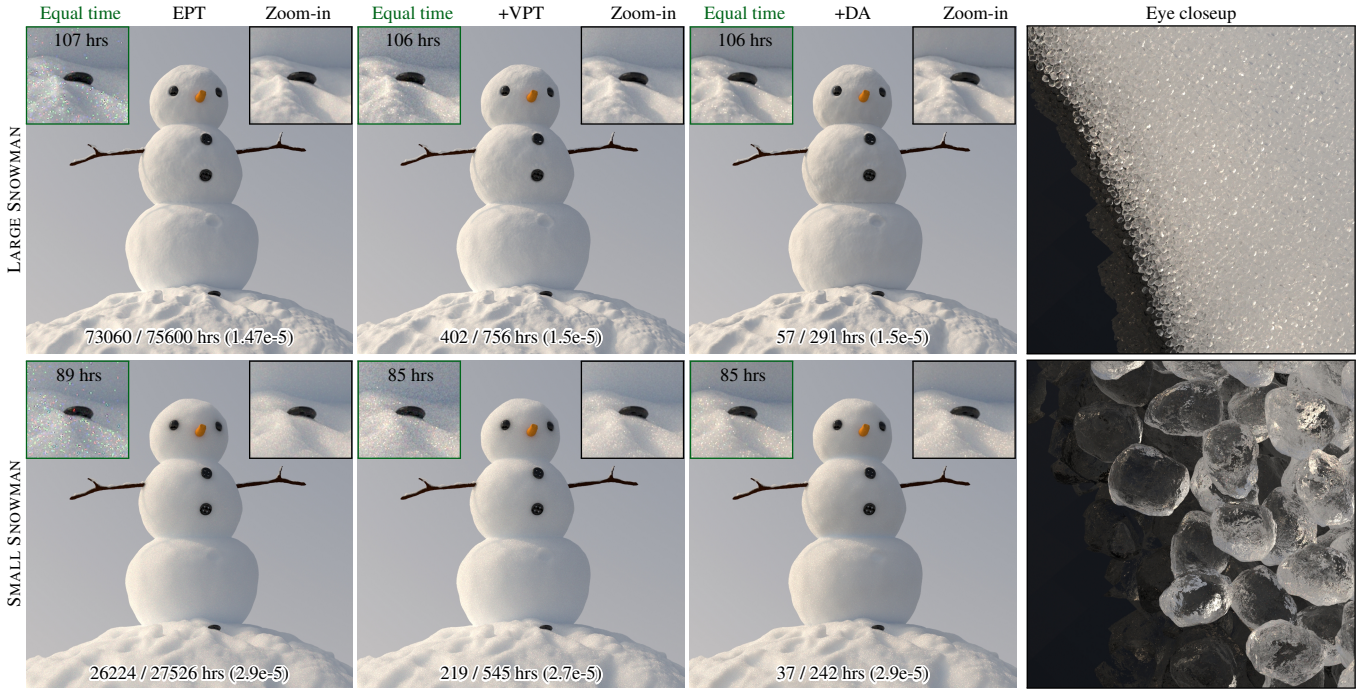 Equal time EPT Zoom-in Equal time +VPT Zoom-in Equal time +DA Zoom-in Eye closeup
LARGE SNOWMAN
107 hrs
106 hrs
106 hrs
73060 / 75600 hrs (1.47e-5)
402 / 756 hrs (1.5e-5)
57 / 291 hrs (1.5e-5)
SMALL SNOWMAN
89 hrs
85 hrs
85 hrs
26224 / 27526 hrs (2.9e-5)
219 / 545 hrs (2.7e-5)
37 / 242 hrs (2.9e-5)